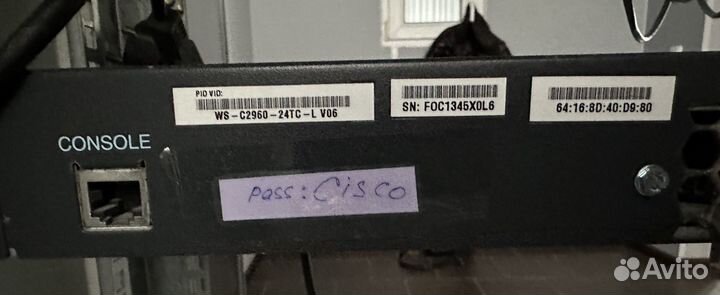 PID VID:
WS-C2960-24TC-L V06
SN: FOC1345X0L6
64:16:8D:40:D9:80
CONSOLE
pass: Cisco
Avito